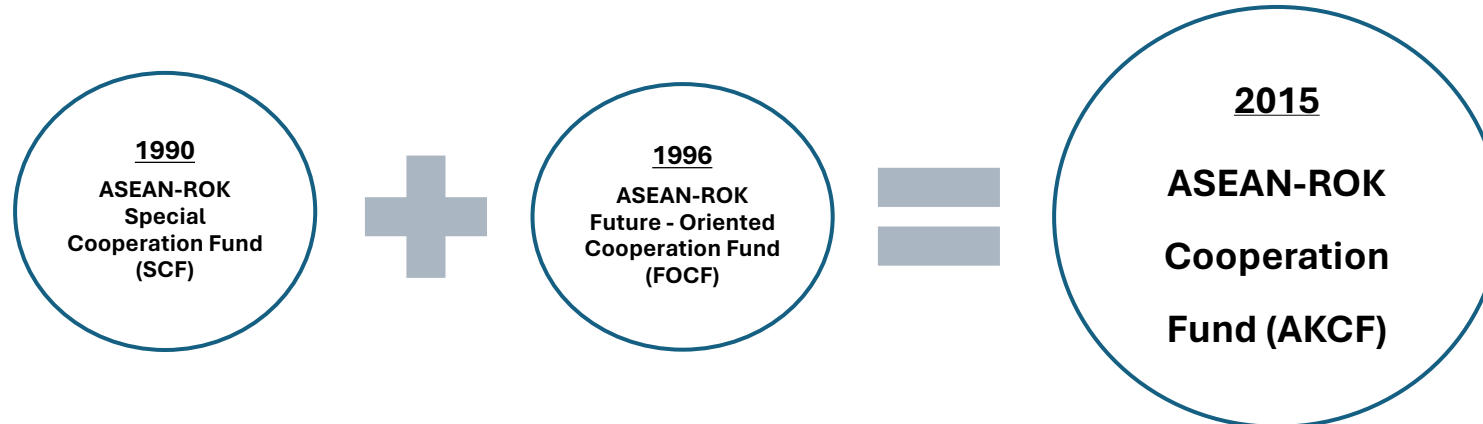 1990
ASEAN-ROK
Special
Cooperation Fund
(SCF)
1996
ASEAN-ROK
Future - Oriented
Cooperation Fund
(FOCF)
2015
ASEAN-ROK
Cooperation
Fund (AKCF)